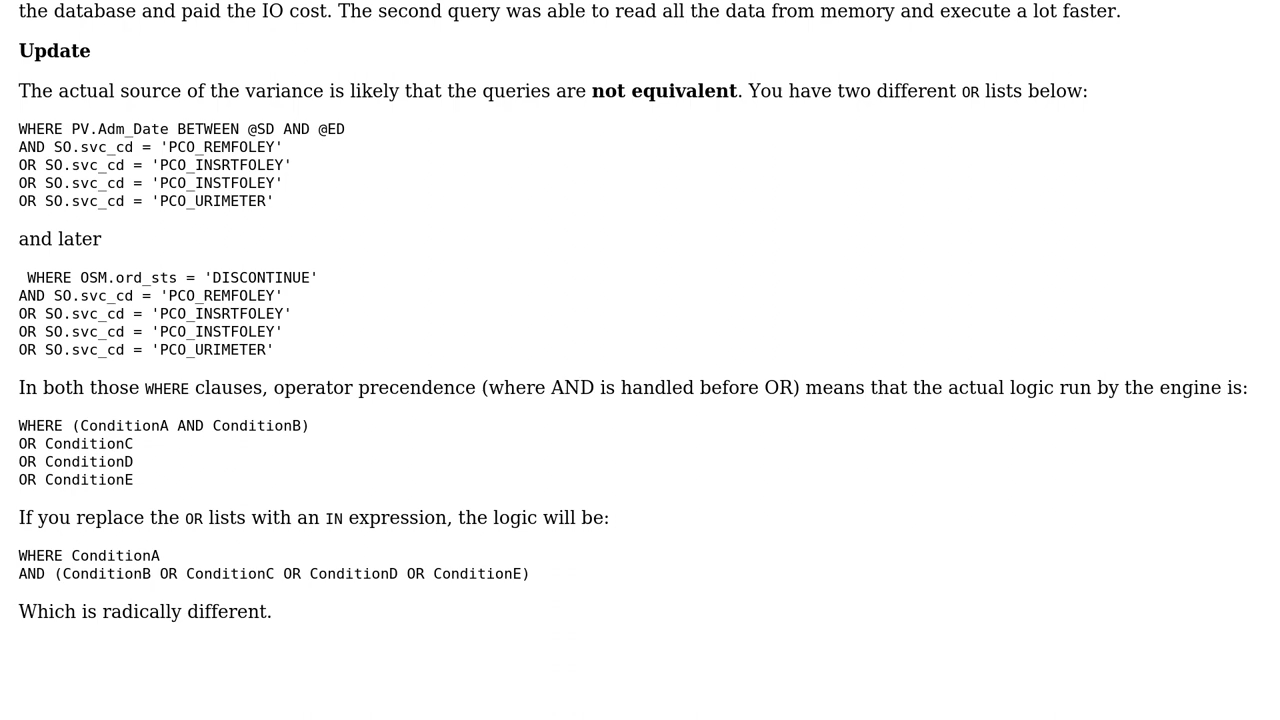 the database and paid the IO cost. The second query was able to read all the data from memory and execute a lot faster.
Update
The actual source of the variance is likely that the queries are not equivalent. You have two different OR lists below:
WHERE PV.Adm_Date BETWEEN @SD AND @ED
AND SO.svc_cd = 'PCO_REMFOLEY'
OR SO.svc_cd = 'PCO_INSRTFOLEY'
OR SO.svc_cd = 'PCO_INSTFOLEY'
OR SO.svc_cd = 'PCO_URIMETER'
and later
WHERE OSM.ord_sts = 'DISCONTINUE'
AND SO.svc_cd = 'PCO_REMFOLEY'
OR SO.svc_cd = 'PCO_INSRTFOLEY'
OR SO.svc_cd = 'PCO_INSTFOLEY'
OR SO.svc_cd = 'PCO_URIMETER'
In both those WHERE clauses, operator precendence (where AND is handled before OR) means that the actual logic run by the engine is:
WHERE (ConditionA AND ConditionB)
OR ConditionC
OR ConditionD
OR ConditionE
If you replace the OR lists with an IN expression, the logic will be:
WHERE ConditionA
AND (ConditionB OR ConditionC OR ConditionD OR ConditionE)
Which is radically different.